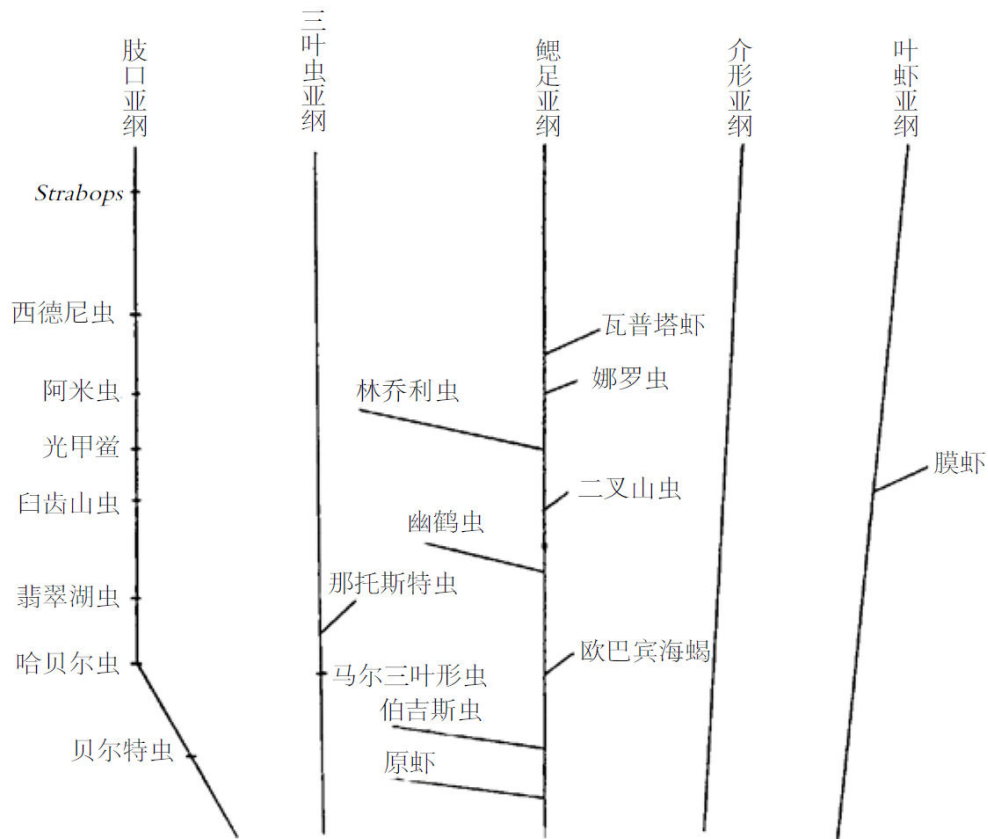 肢口亚纲
三叶虫亚纲
鳃足亚纲
介形亚纲
叶虾亚纲
Strabops
西德尼虫
阿米虫
光甲鲎
臼齿山虫
翡翠湖虫
哈贝尔虫
贝尔特虫
那托斯特虫
马尔三叶形虫
瓦普塔虾
娜罗虫
林乔利虫
二叉山虫
幽鹤虫
欧巴宾海蝎
伯吉斯虫
原虾
膜虾